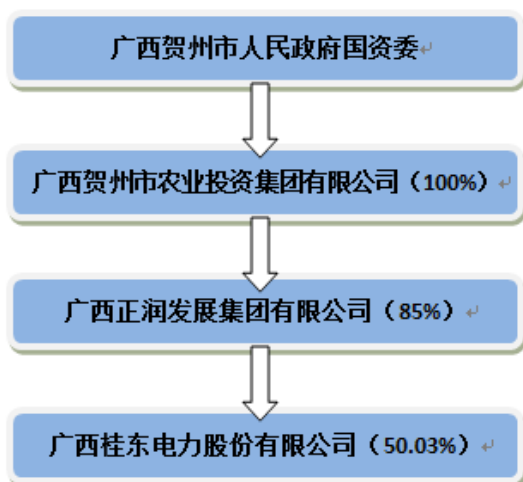 广西贺州市人民政府国资委
广西贺州市农业投资集团有限公司（100%）
广西正润发展集团有限公司（85%）
广西桂东电力股份有限公司（50.03%）